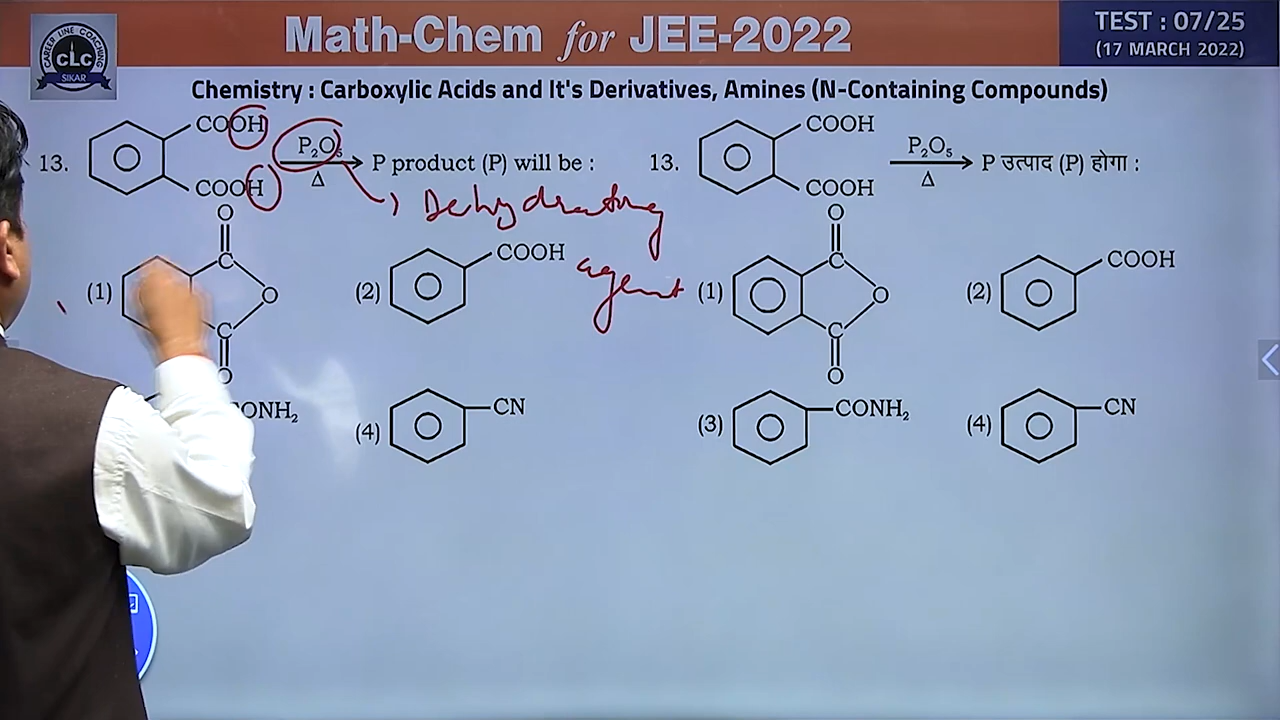 CAREER LINE COACHING
CLC
SIKAR
Math-Chem for JEE-2022
TEST : 07/25
(17 MARCH 2022)
Chemistry : Carboxylic Acids and It's Derivatives, Amines (N-Containing Compounds)
13.
COOH
COOH
P₂O₅
Δ
P product (P) will be :
Dehydrating
agent
(1)
O
C
O
C
O
(2)
COOH
CONH₂
(4)
CN
13.
COOH
COOH
P₂O₅
Δ
P उत्पाद (P) होगा :
(1)
O
C
O
C
O
(2)
COOH
(3)
CONH₂
(4)
CN